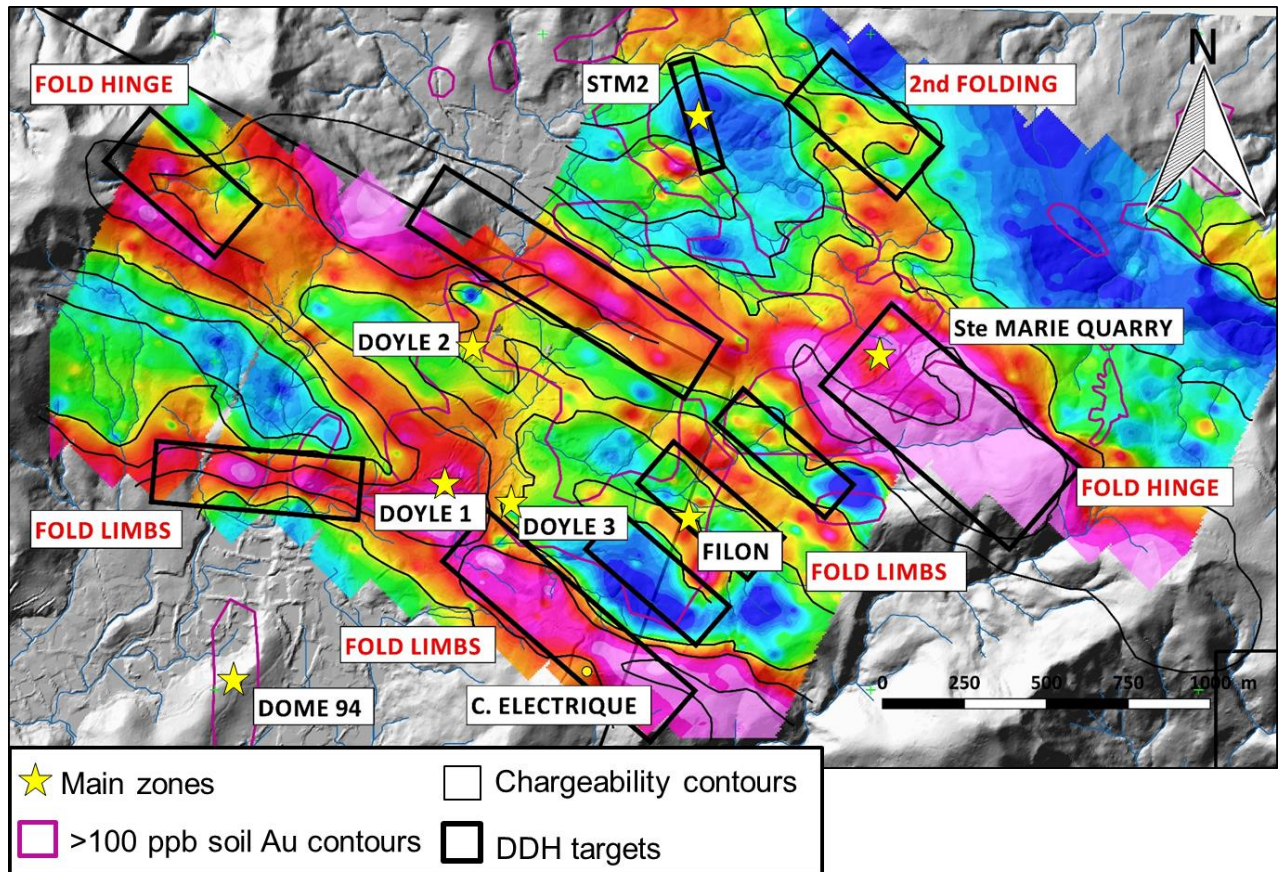 FOLD HINGE
STM2
2nd FOLDING
N
DOYLE 2
Ste MARIE QUARRY
DOYLE 1
DOYLE 3
FILON
FOLD HINGE
FOLD LIMBS
FOLD LIMBS
FOLD LIMBS
C. ELECTRIQUE
DOME 94
0 250 500 750 1000 m
Main zones
Chargeability contours
>100 ppb soil Au contours
DDH targets